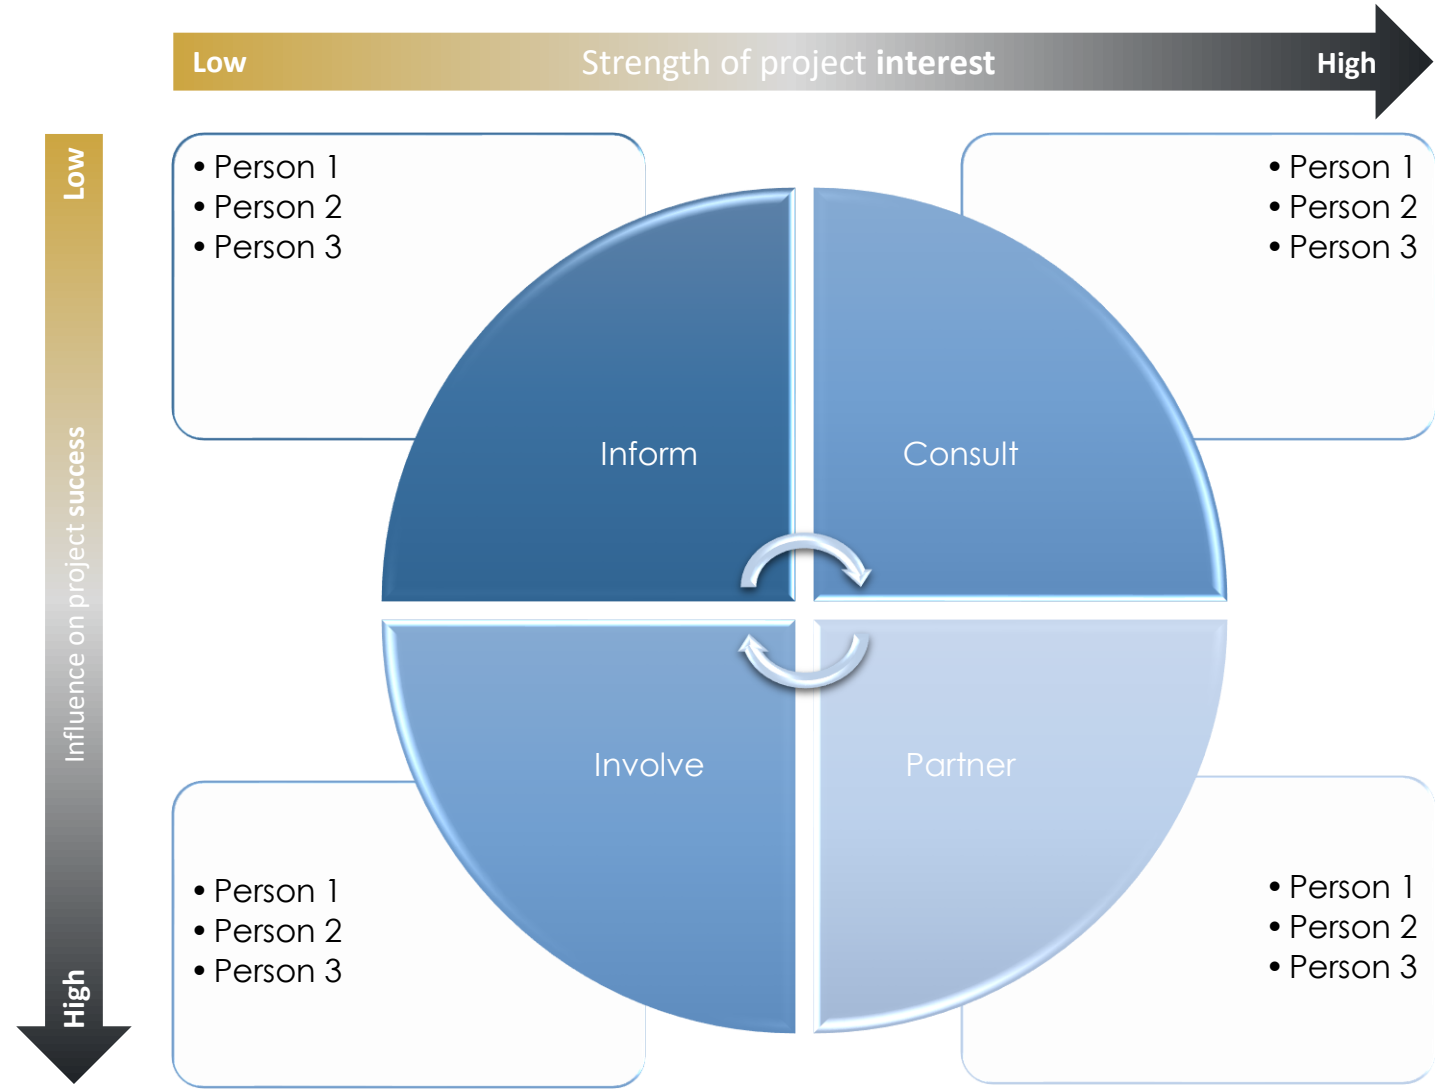 Low Strength of project interest High
Low
Influence on project success
High
• Person 1
• Person 2
• Person 3
• Person 1
• Person 2
• Person 3
Inform
Consult
Involve
Partner
• Person 1
• Person 2
• Person 3
• Person 1
• Person 2
• Person 3